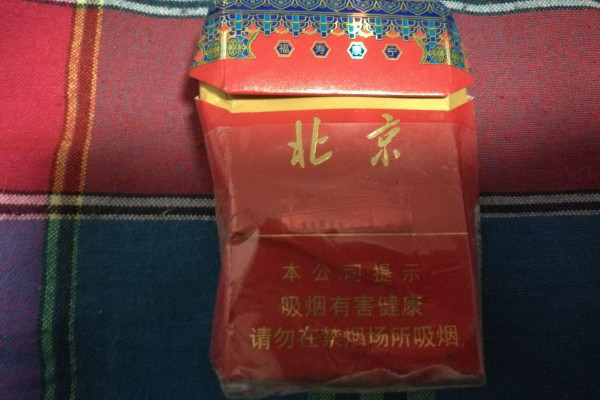 福寿康宁
北京
本公司提示
吸烟有害健康
请勿在禁烟场所吸烟